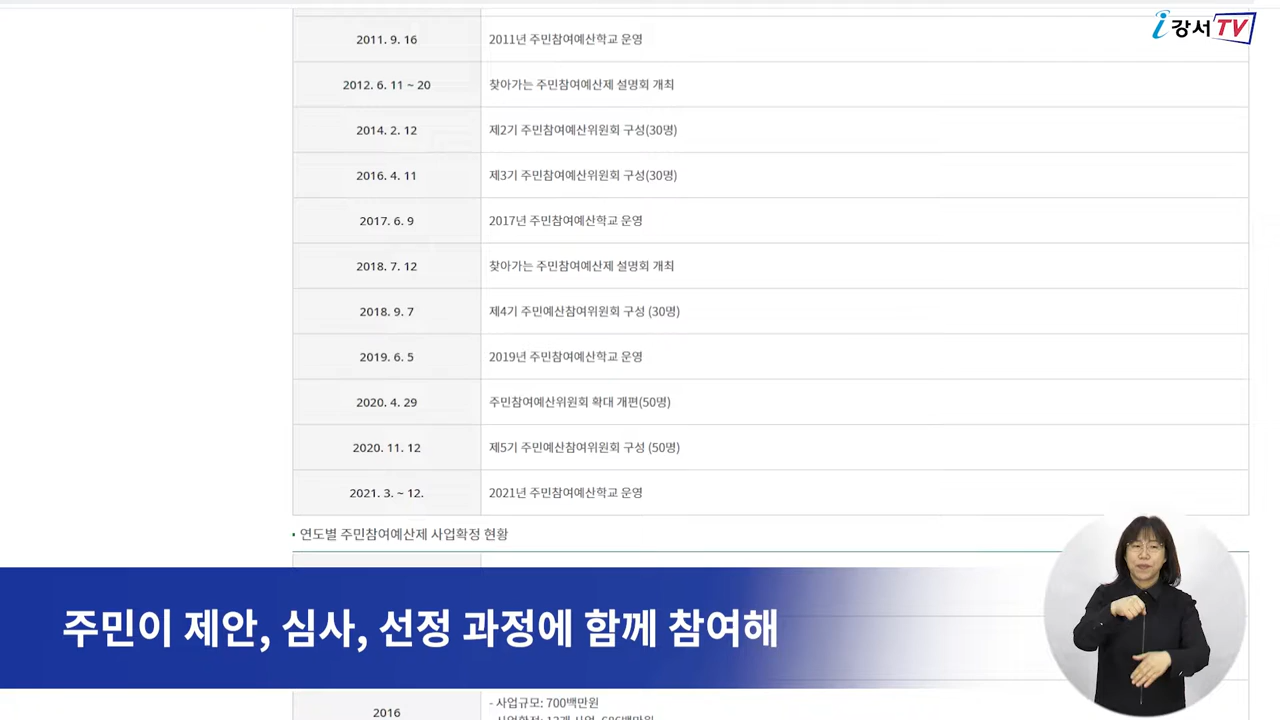 i강서TV
2011. 9. 16 2011년 주민참여예산학교 운영
2012. 6. 11 ~ 20 찾아가는 주민참여예산제 설명회 개최
2014. 2. 12 제2기 주민참여예산위원회 구성(30명)
2016. 4. 11 제3기 주민참여예산위원회 구성(30명)
2017. 6. 9 2017년 주민참여예산학교 운영
2018. 7. 12 찾아가는 주민참여예산제 설명회 개최
2018. 9. 7 제4기 주민예산참여위원회 구성 (30명)
2019. 6. 5 2019년 주민참여예산학교 운영
2020. 4. 29 주민참여예산위원회 확대 개편(50명)
2020. 11. 12 제5기 주민예산참여위원회 구성 (50명)
2021. 3. ~ 12. 2021년 주민참여예산학교 운영
• 연도별 주민참여예산제 사업확정 현황
주민이 제안, 심사, 선정 과정에 함께 참여해
2016 - 사업규모: 700백만원